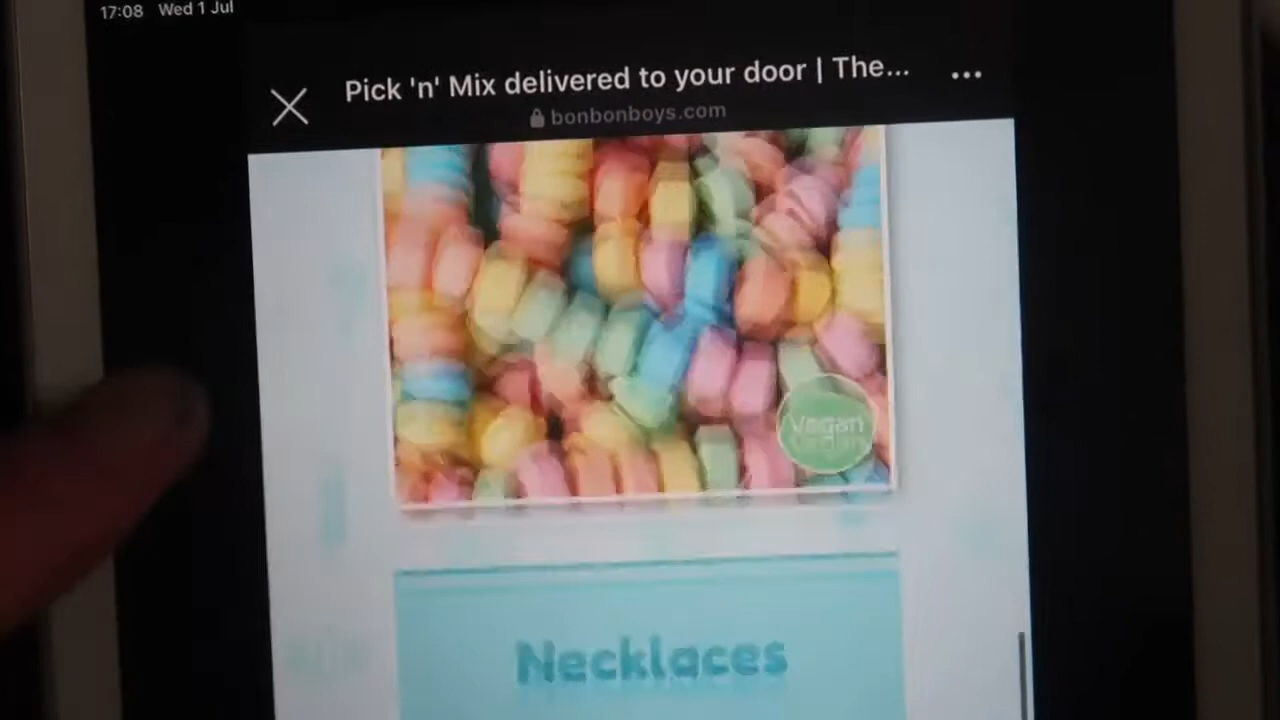 17:08 Wed 1 Jul
Pick 'n' Mix delivered to your door | The...
bonbonboys.com
Vegan
Necklaces